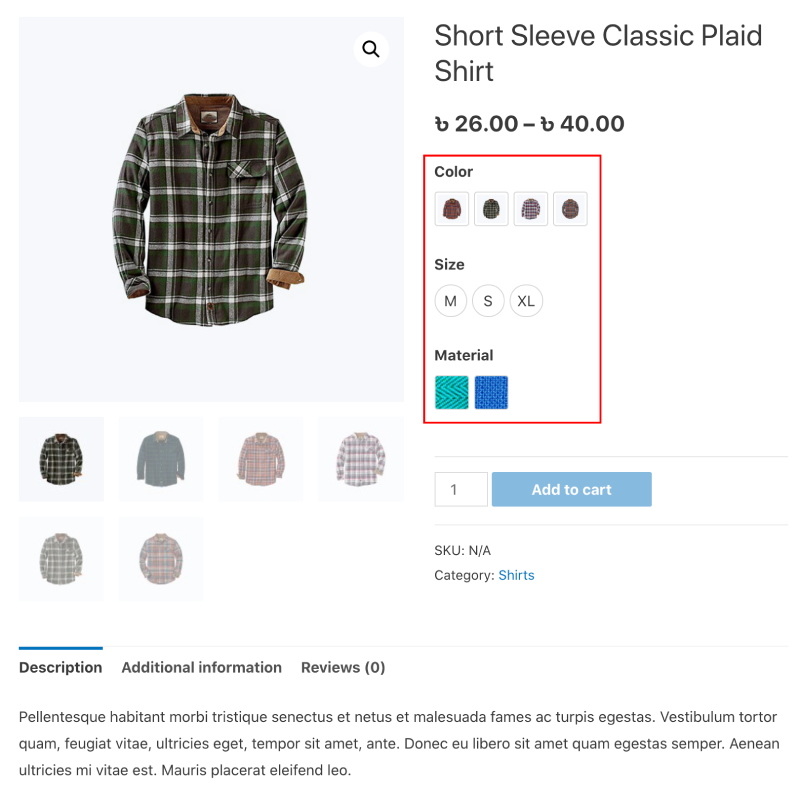 Short Sleeve Classic Plaid
Shirt
৳ 26.00 – ৳ 40.00
Color
Size
M S XL
Material
1 Add to cart
SKU: N/A
Category: Shirts
Description Additional information Reviews (0)
Pellentesque habitant morbi tristique senectus et netus et malesuada fames ac turpis egestas. Vestibulum tortor
quam, feugiat vitae, ultricies eget, tempor sit amet, ante. Donec eu libero sit amet quam egestas semper. Aenean
ultricies mi vitae est. Mauris placerat eleifend leo.